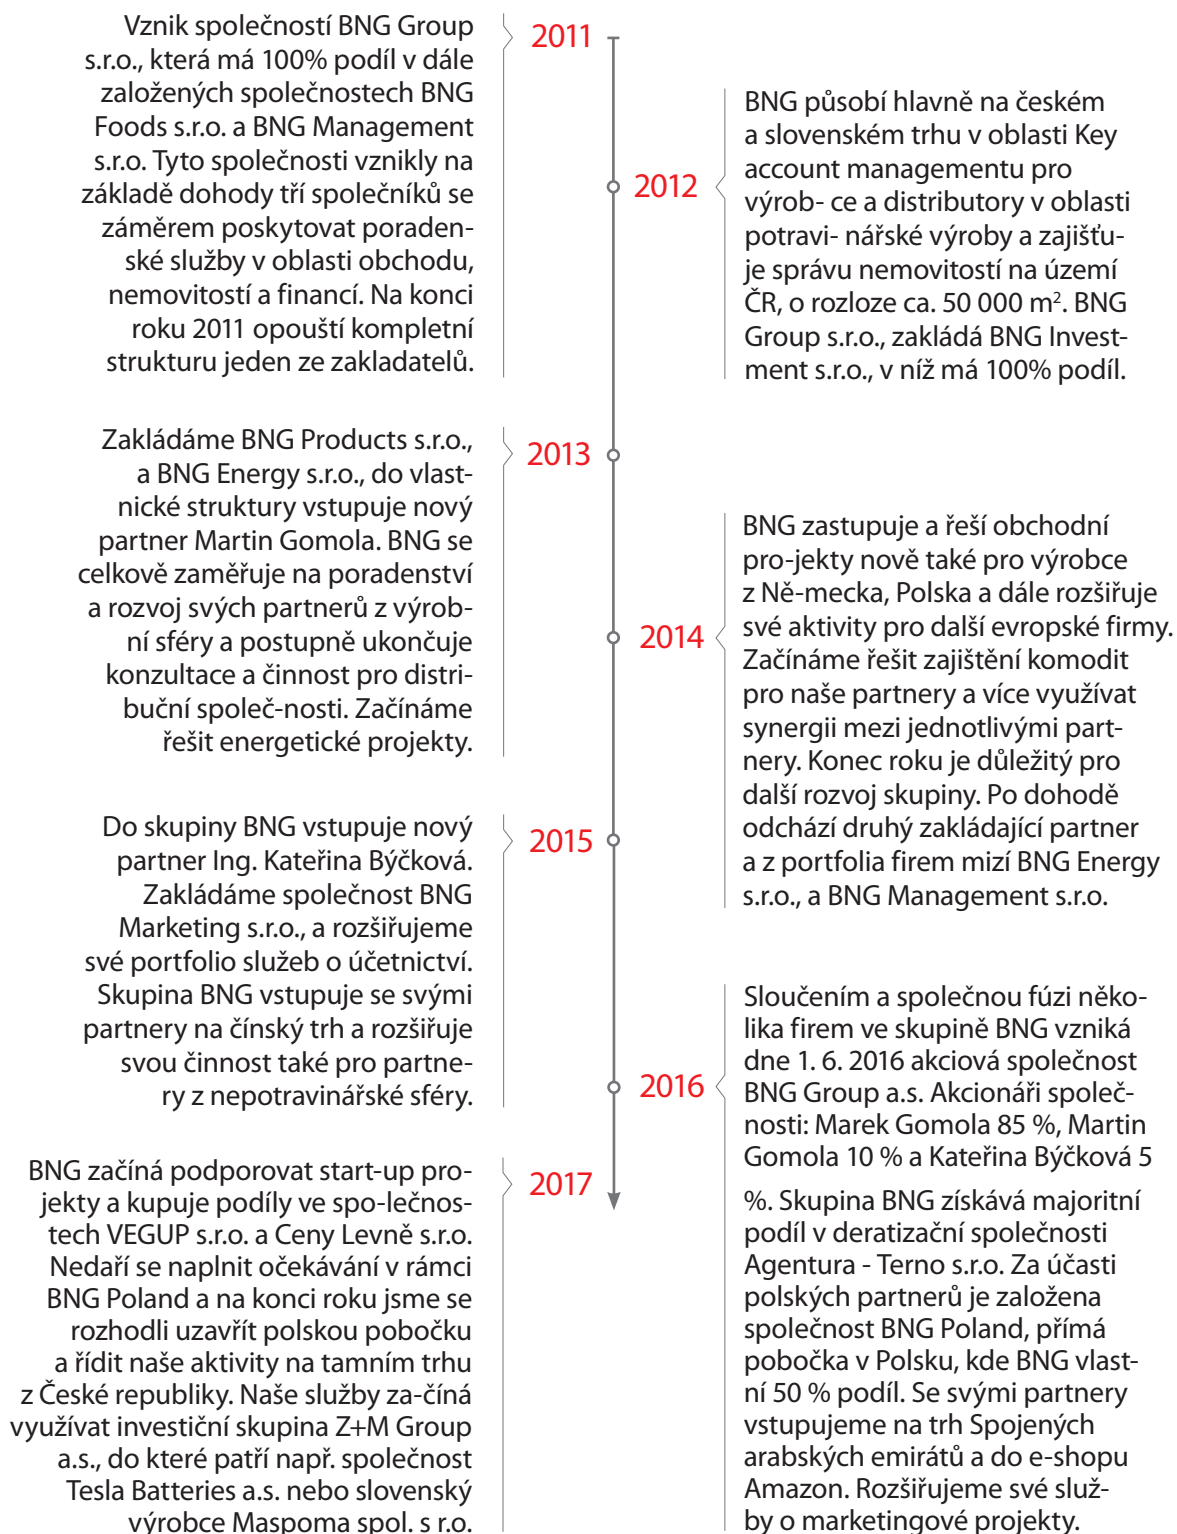 2011
Vznik společností BNG Group
s.r.o., která má 100% podíl v dále
založených společnostech BNG
Foods s.r.o. a BNG Management
s.r.o. Tyto společnosti vznikly na
základě dohody tří společníků se
záměrem poskytovat poraden-
ské služby v oblasti obchodu,
nemovitostí a financí. Na konci
roku 2011 opouští kompletní
strukturu jeden ze zakladatelů.
2012
BNG působí hlavně na českém
a slovenském trhu v oblasti Key
account managementu pro
výrob- ce a distributory v oblasti
potravi- nářské výroby a zajišťu-
je správu nemovitostí na území
ČR, o rozloze ca. 50 000 m². BNG
Group s.r.o., zakládá BNG Invest-
ment s.r.o., v níž má 100% podíl.
2013
Zakládáme BNG Products s.r.o.,
a BNG Energy s.r.o., do vlast-
nické struktury vstupuje nový
partner Martin Gomola. BNG se
celkově zaměřuje na poradenství
a rozvoj svých partnerů z výrob-
ní sféry a postupně ukončuje
konzultace a činnost pro distri-
buční společ-nosti. Začínáme
řešit energetické projekty.
2014
BNG zastupuje a řeší obchodní
pro-jekty nově také pro výrobce
z Ně-mecka, Polska a dále rozšiřuje
své aktivity pro další evropské firmy.
Začínáme řešit zajištění komodit
pro naše partnery a více využívat
synergii mezi jednotlivými part-
nery. Konec roku je důležitý pro
další rozvoj skupiny. Po dohodě
odchází druhý zakládající partner
a z portfolia firem mizí BNG Energy
s.r.o., a BNG Management s.r.o.
2015
Do skupiny BNG vstupuje nový
partner Ing. Kateřina Býčková.
Zakládáme společnost BNG
Marketing s.r.o., a rozšiřujeme
své portfolio služeb o účetnictví.
Skupina BNG vstupuje se svými
partnery na čínský trh a rozšiřuje
svou činnost také pro partne-
ry z nepotravinářské sféry.
2016
Sloučením a společnou fúzi něko-
lika firem ve skupině BNG vzniká
dne 1. 6. 2016 akciová společnost
BNG Group a.s. Akcionáři společ-
nosti: Marek Gomola 85 %, Martin
Gomola 10 % a Kateřina Býčková 5
%. Skupina BNG získává majoritní
podíl v deratizační společnosti
Agentura - Terno s.r.o. Za účasti
polských partnerů je založena
společnost BNG Poland, přímá
pobočka v Polsku, kde BNG vlast-
ní 50 % podíl. Se svými partnery
vstupujeme na trh Spojených
arabských emirátů a do e-shopu
Amazon. Rozšiřujeme své služ-
by o marketingové projekty.
2017
BNG začíná podporovat start-up pro-
jekty a kupuje podíly ve spo-lečnos-
tech VEGUP s.r.o. a Ceny Levně s.r.o.
Nedaří se naplnit očekávání v rámci
BNG Poland a na konci roku jsme se
rozhodli uzavřít polskou pobočku
a řídit naše aktivity na tamním trhu
z České republiky. Naše služby za-číná
využívat investiční skupina Z+M Group
a.s., do které patří např. společnost
Tesla Batteries a.s. nebo slovenský
výrobce Maspoma spol. s r.o.